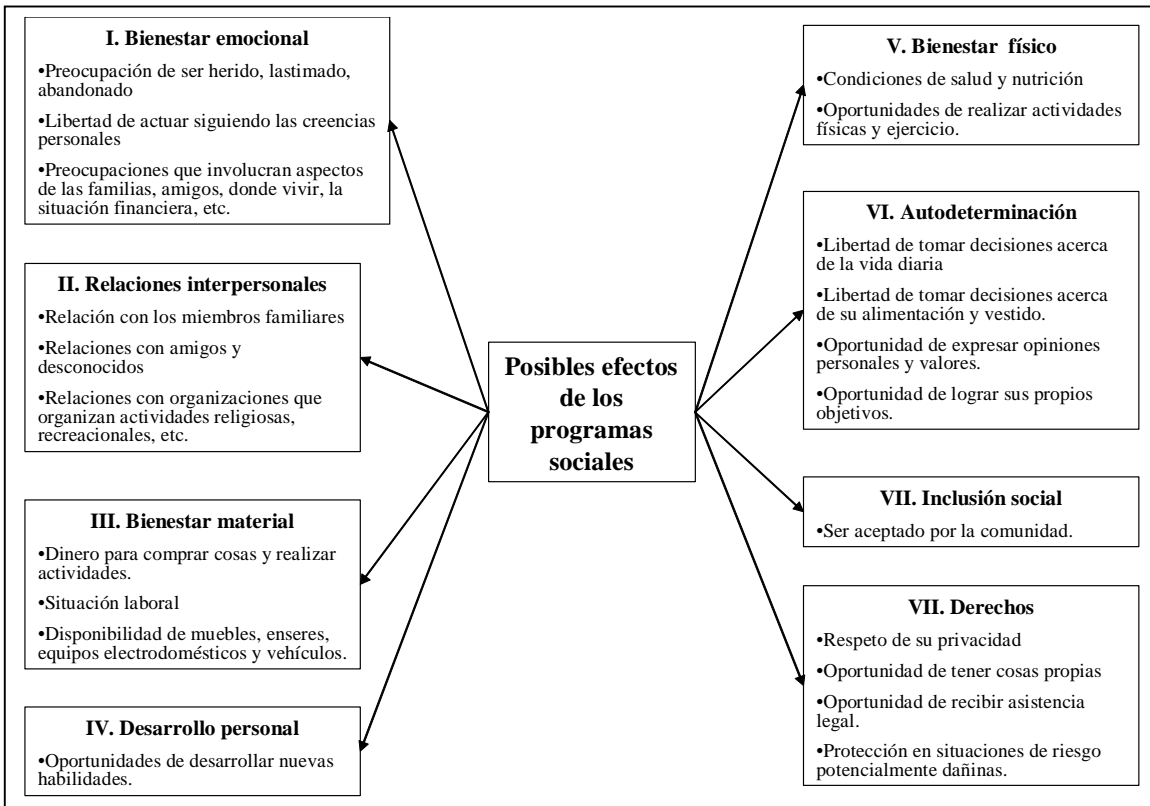 I. Bienestar emocional
•Preocupación de ser herido, lastimado,
abandonado
•Libertad de actuar siguiendo las creencias
personales
•Preocupaciones que involucran aspectos
de las familias, amigos, donde vivir, la
situación financiera, etc.
II. Relaciones interpersonales
•Relación con los miembros familiares
•Relaciones con amigos y
desconocidos
•Relaciones con organizaciones que
organizan actividades religiosas,
recreacionales, etc.
III. Bienestar material
•Dinero para comprar cosas y realizar
actividades.
•Situación laboral
•Disponibilidad de muebles, enseres,
equipos electrodomésticos y vehículos.
IV. Desarrollo personal
•Oportunidades de desarrollar nuevas
habilidades.
Posibles efectos
de los
programas
sociales
V. Bienestar físico
•Condiciones de salud y nutrición
•Oportunidades de realizar actividades
físicas y ejercicio.
VI. Autodeterminación
•Libertad de tomar decisiones acerca
de la vida diaria
•Libertad de tomar decisiones acerca
de su alimentación y vestido.
•Oportunidad de expresar opiniones
personales y valores.
•Oportunidad de lograr sus propios
objetivos.
VII. Inclusión social
•Ser aceptado por la comunidad.
VII. Derechos
•Respeto de su privacidad
•Oportunidad de tener cosas propias
•Oportunidad de recibir asistencia
legal.
•Protección en situaciones de riesgo
potencialmente dañinas.